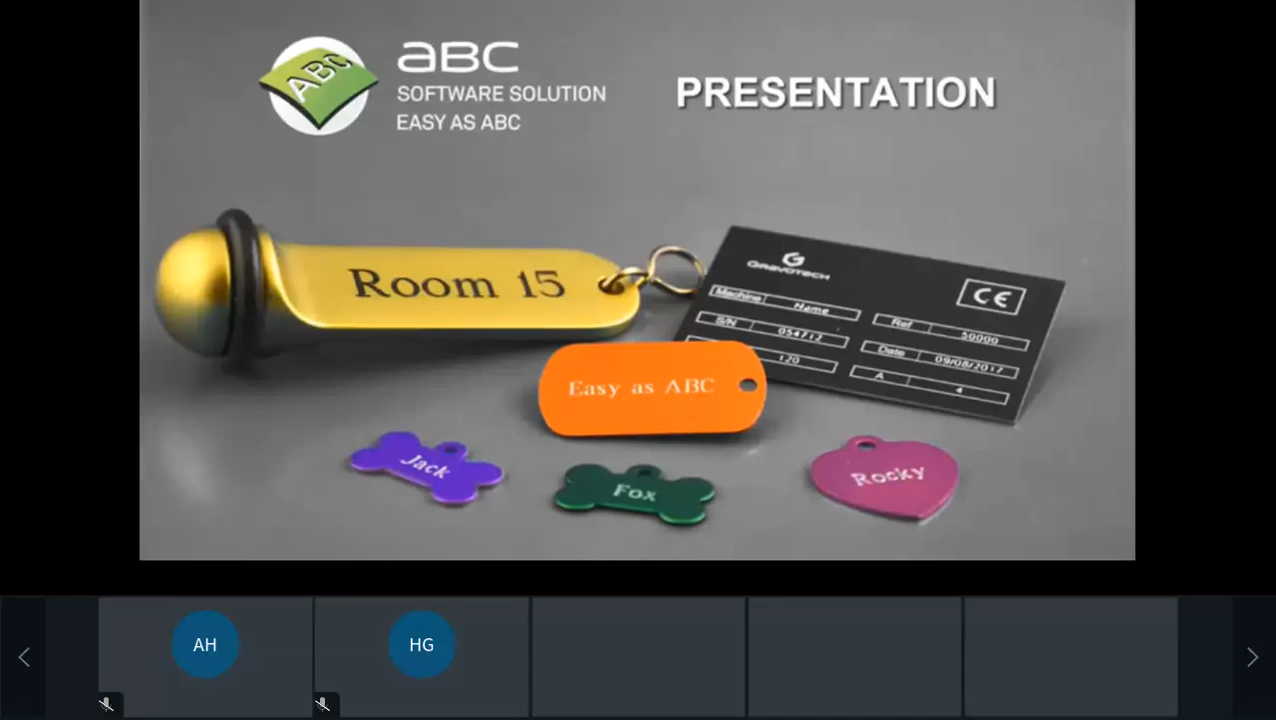 ABC
aBC
SOFTWARE SOLUTION
EASY AS ABC
PRESENTATION
Room 15
GRAVOTECH
CE
Machine Name
Ref 50000
S/N 054712
Date 09/08/2017
120
A 4
Easy as ABC
Jack
Fox
Rocky
AH
HG